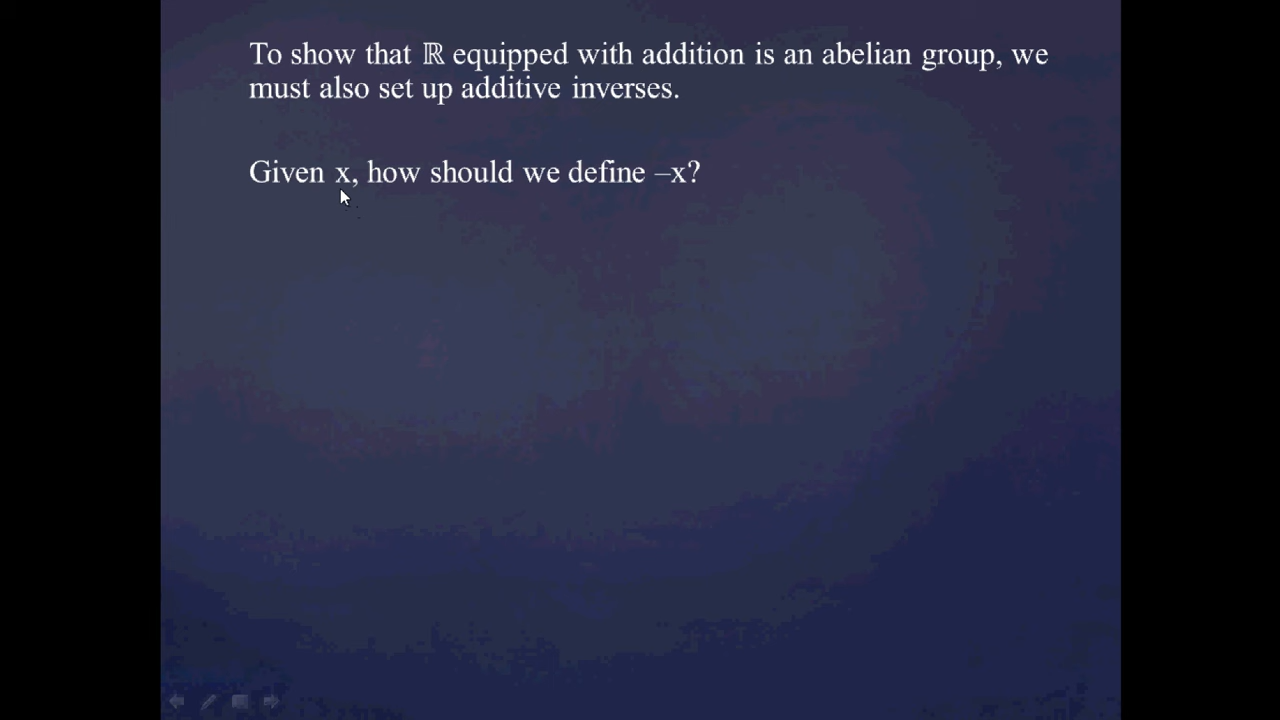 To show that ℝ equipped with addition is an abelian group, we
must also set up additive inverses.
Given x, how should we define –x?